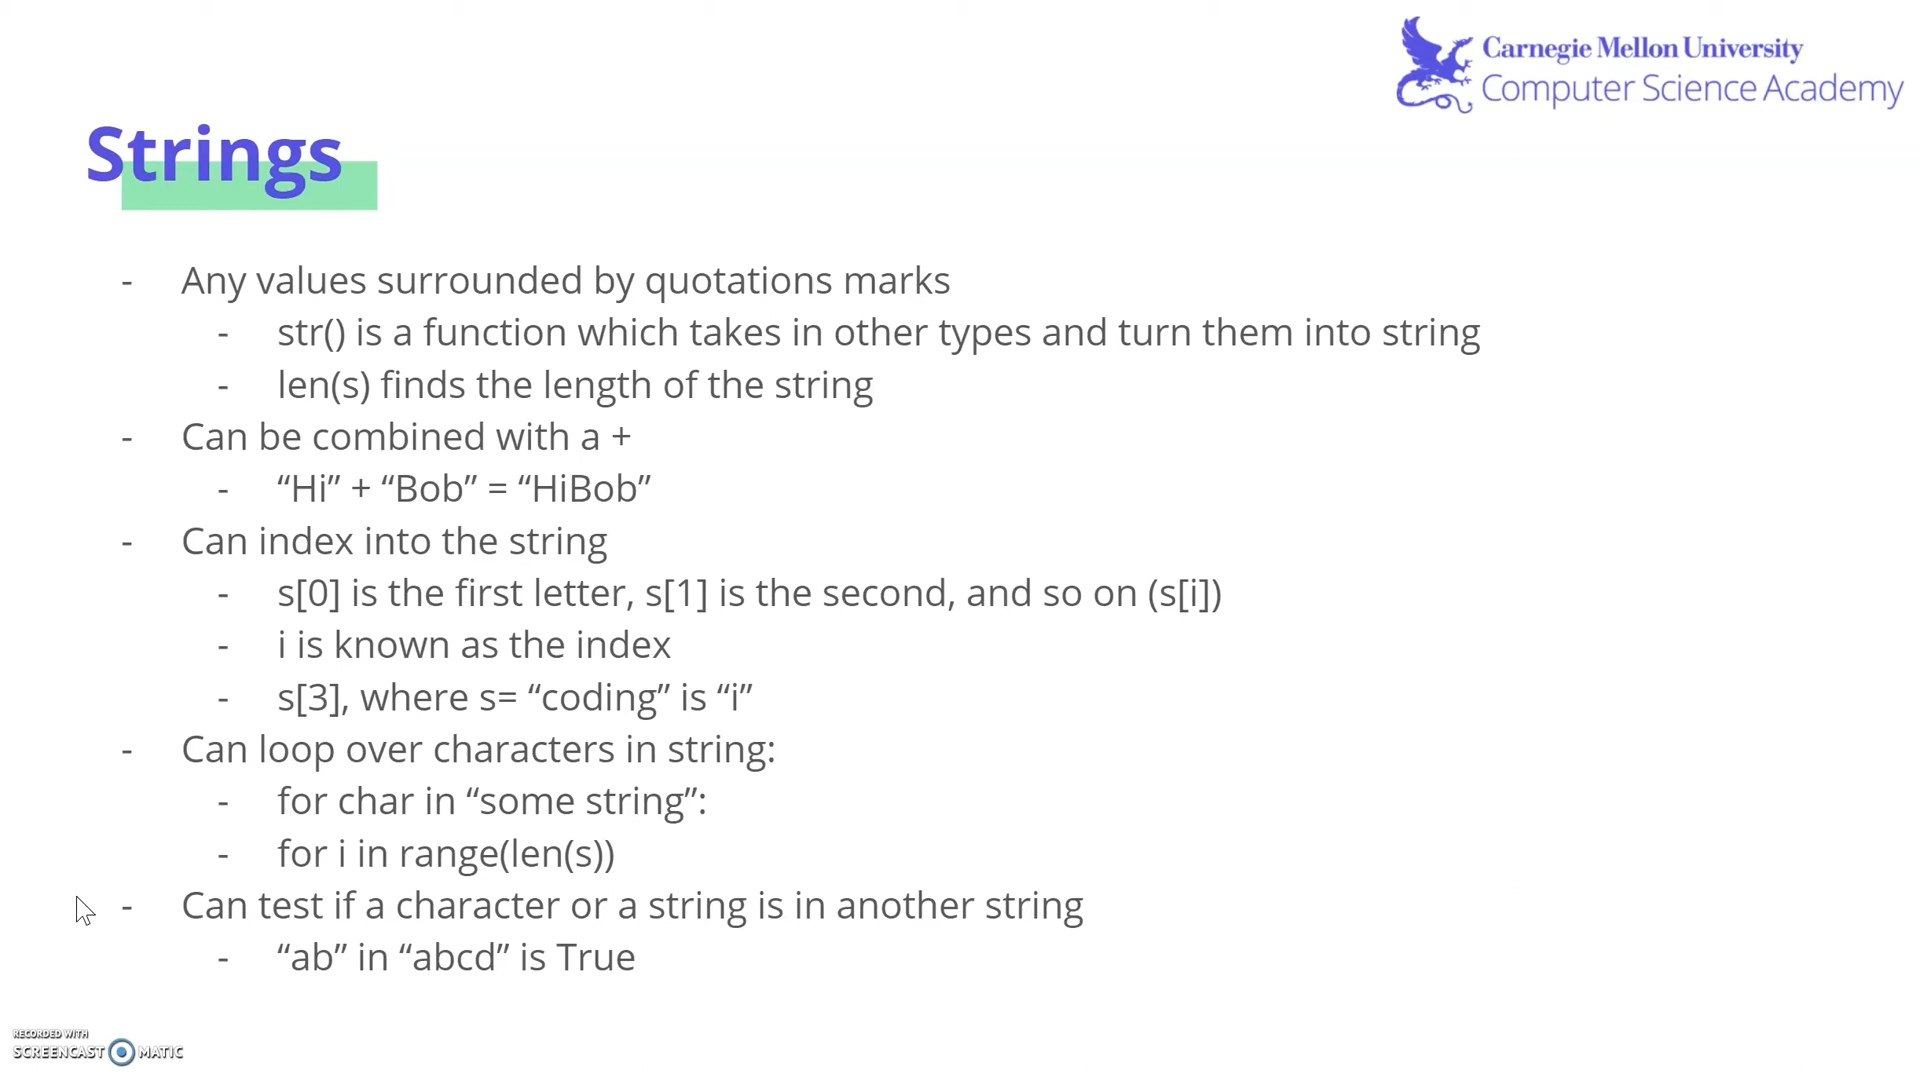 Carnegie Mellon University
Computer Science Academy
Strings
- Any values surrounded by quotations marks
- str() is a function which takes in other types and turn them into string
- len(s) finds the length of the string
- Can be combined with a +
- “Hi” + “Bob” = “HiBob”
- Can index into the string
- s[0] is the first letter, s[1] is the second, and so on (s[i])
- i is known as the index
- s[3], where s= “coding” is “i”
- Can loop over characters in string:
- for char in “some string”:
- for i in range(len(s))
- Can test if a character or a string is in another string
- “ab” in “abcd” is True
RECORDED WITH
SCREENCAST MATIC